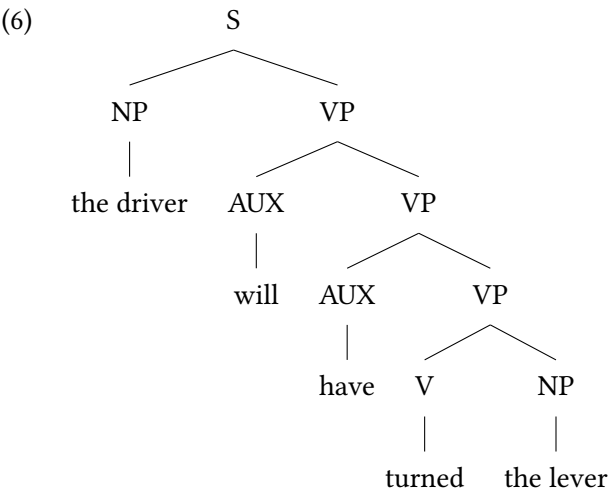 (6) S
NP VP
the driver AUX VP
will AUX VP
have V NP
turned the lever